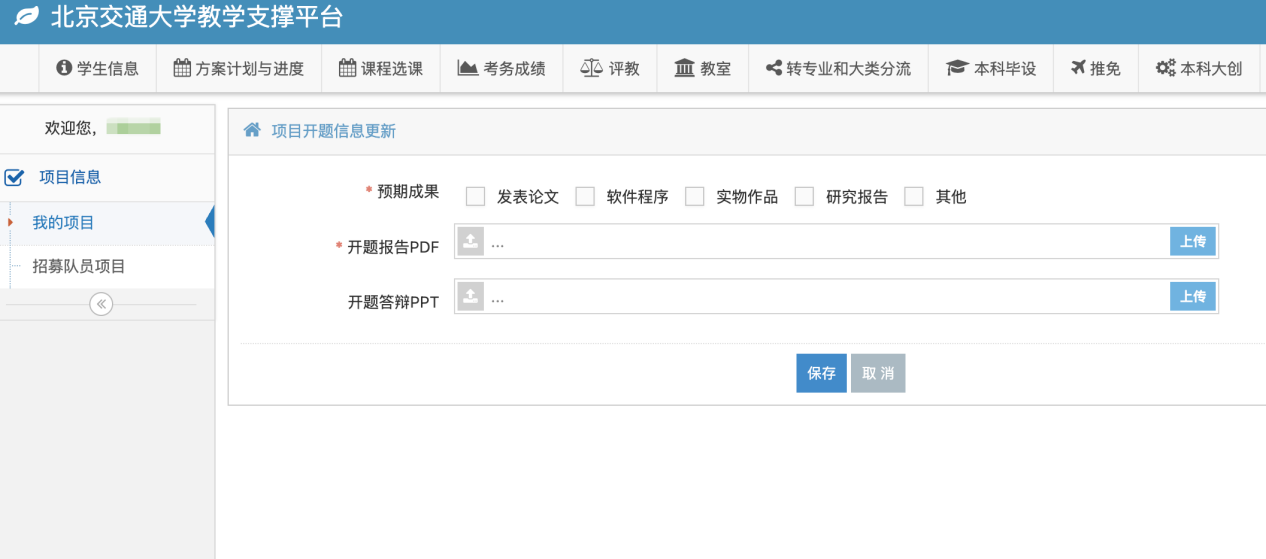 北京交通大学教学支撑平台
学生信息 方案计划与进度 课程选课 考务成绩 评教 教室 转专业和大类分流 本科毕设 推免 本科大创
欢迎您,
项目信息
我的项目
招募队员项目
项目开题信息更新
* 预期成果 发表论文 软件程序 实物作品 研究报告 其他
* 开题报告PDF ... 上传
开题答辩PPT ... 上传
保存 取 消